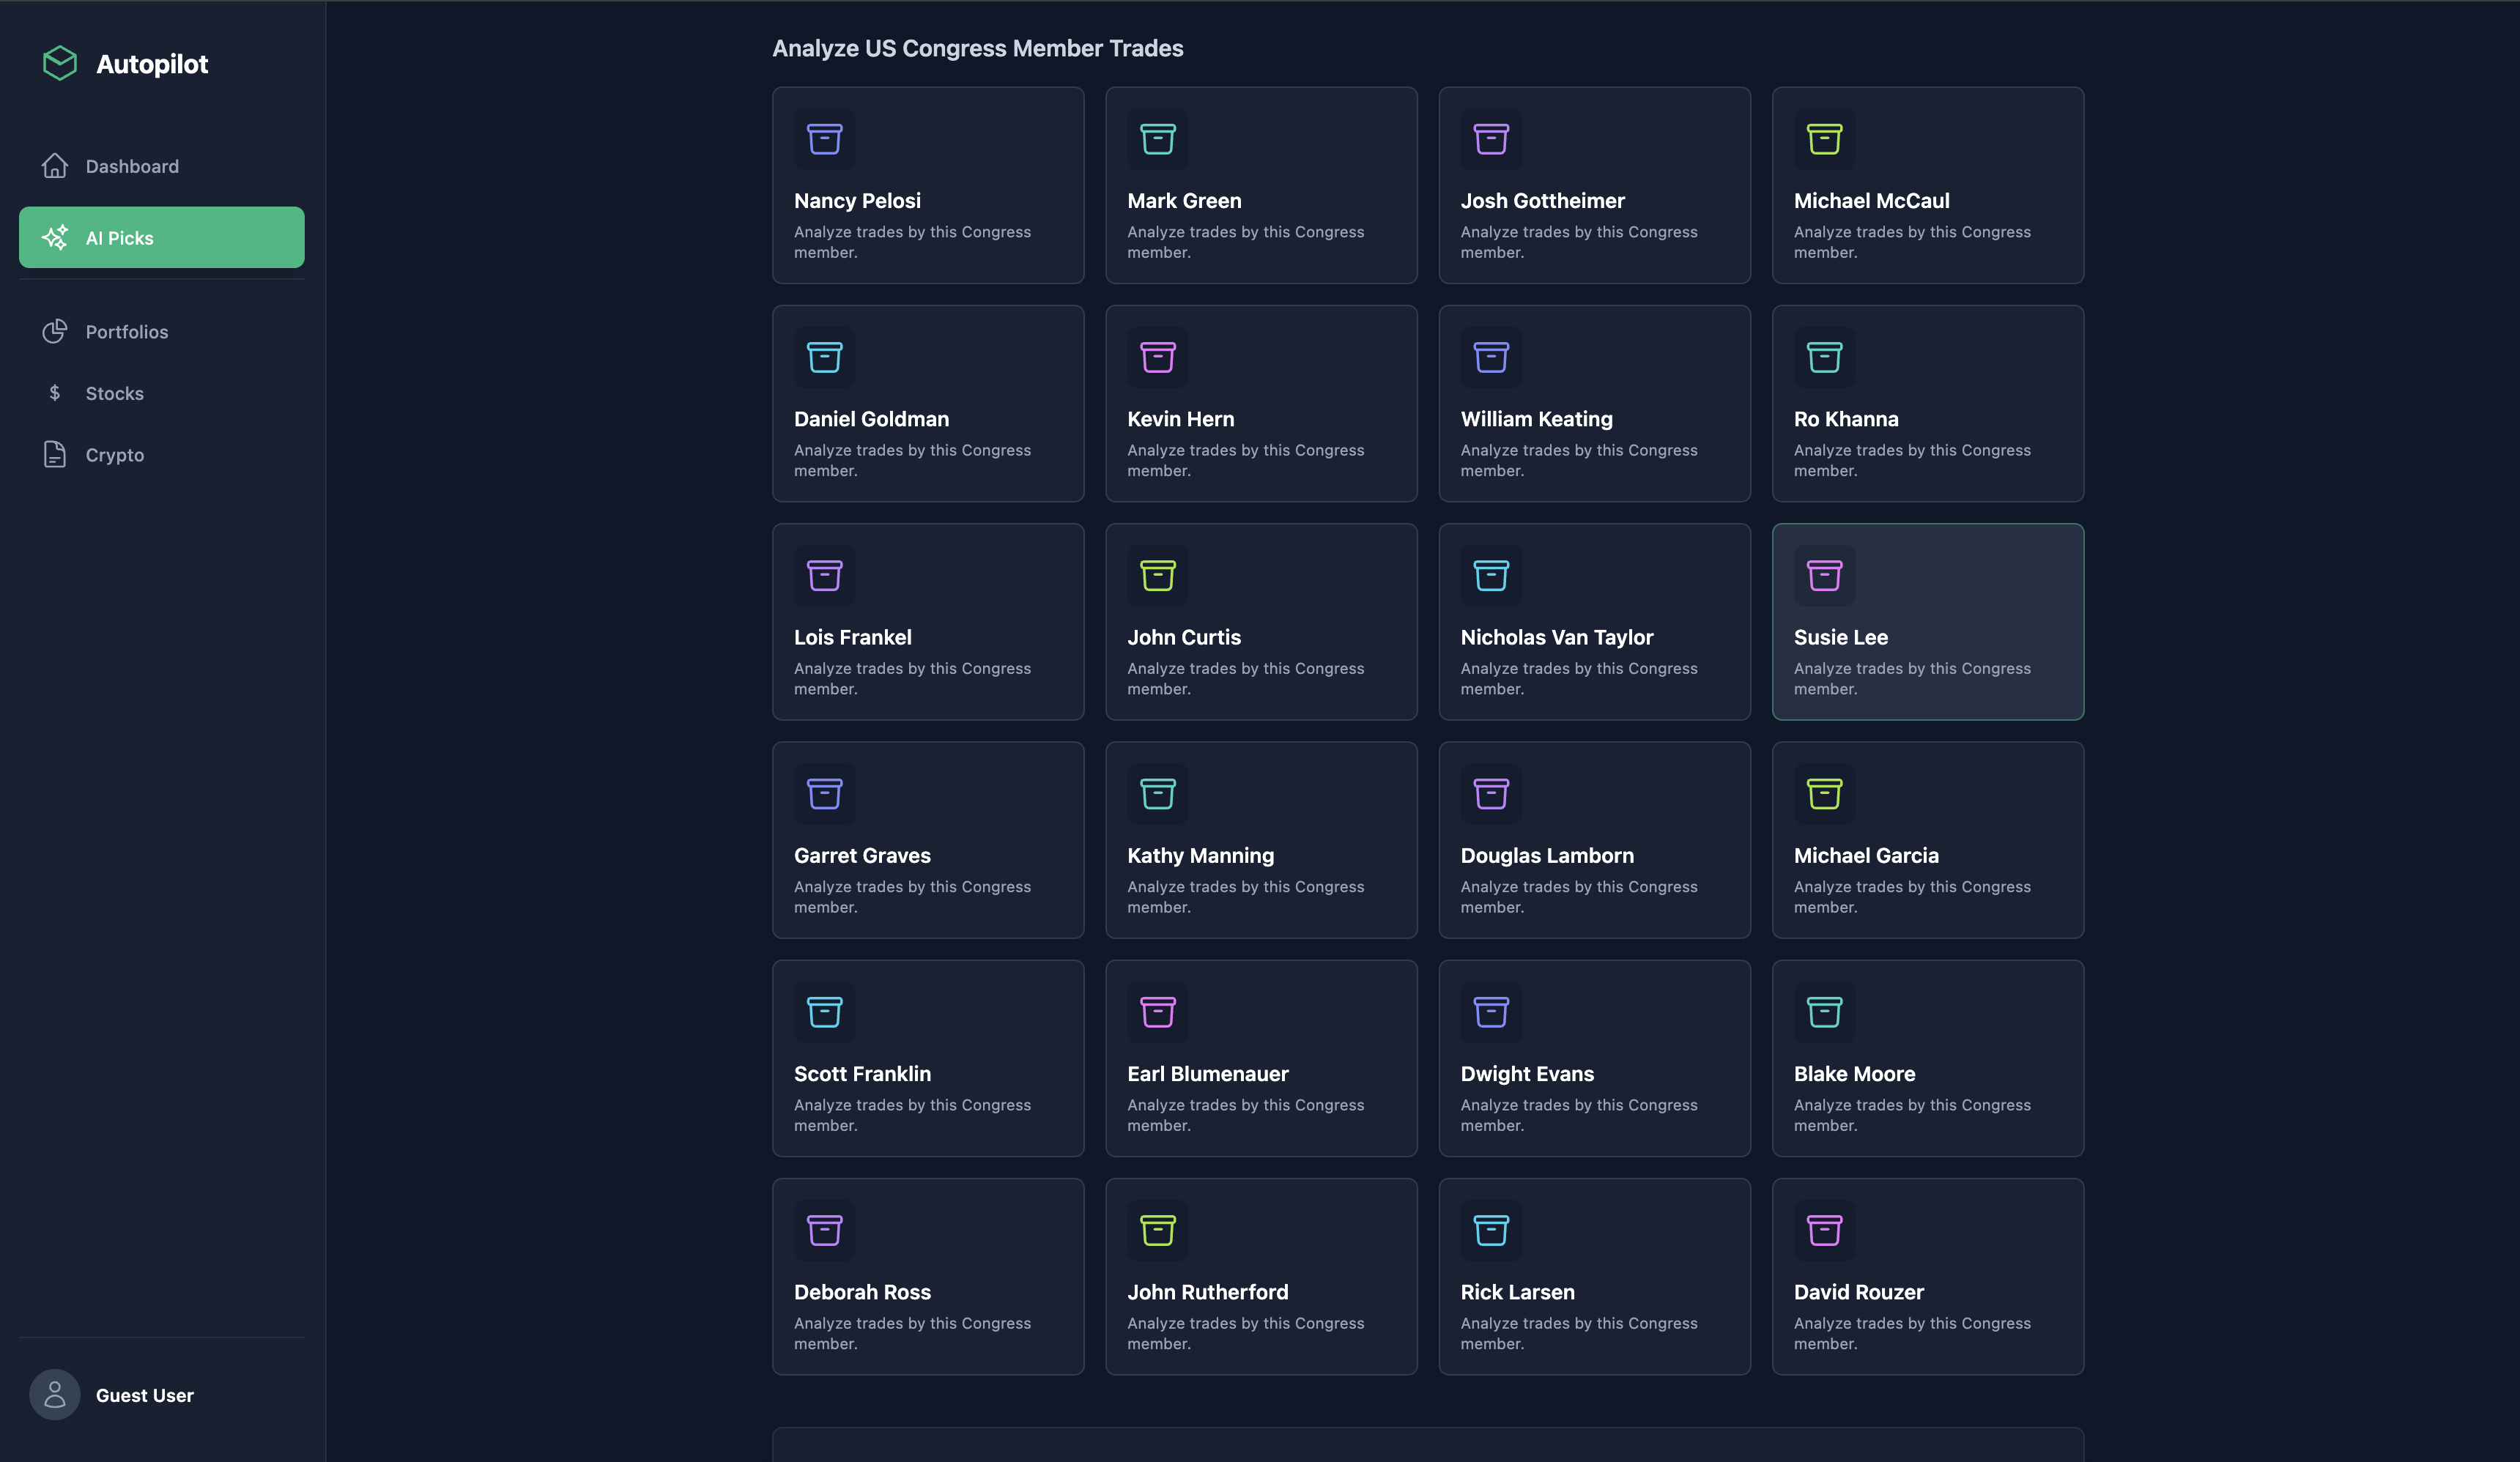 Autopilot
Dashboard
AI Picks
Portfolios
$ Stocks
Crypto
Guest User
Analyze US Congress Member Trades
Nancy Pelosi
Analyze trades by this Congress
member.
Mark Green
Analyze trades by this Congress
member.
Josh Gottheimer
Analyze trades by this Congress
member.
Michael McCaul
Analyze trades by this Congress
member.
Daniel Goldman
Analyze trades by this Congress
member.
Kevin Hern
Analyze trades by this Congress
member.
William Keating
Analyze trades by this Congress
member.
Ro Khanna
Analyze trades by this Congress
member.
Lois Frankel
Analyze trades by this Congress
member.
John Curtis
Analyze trades by this Congress
member.
Nicholas Van Taylor
Analyze trades by this Congress
member.
Susie Lee
Analyze trades by this Congress
member.
Garret Graves
Analyze trades by this Congress
member.
Kathy Manning
Analyze trades by this Congress
member.
Douglas Lamborn
Analyze trades by this Congress
member.
Michael Garcia
Analyze trades by this Congress
member.
Scott Franklin
Analyze trades by this Congress
member.
Earl Blumenauer
Analyze trades by this Congress
member.
Dwight Evans
Analyze trades by this Congress
member.
Blake Moore
Analyze trades by this Congress
member.
Deborah Ross
Analyze trades by this Congress
member.
John Rutherford
Analyze trades by this Congress
member.
Rick Larsen
Analyze trades by this Congress
member.
David Rouzer
Analyze trades by this Congress
member.